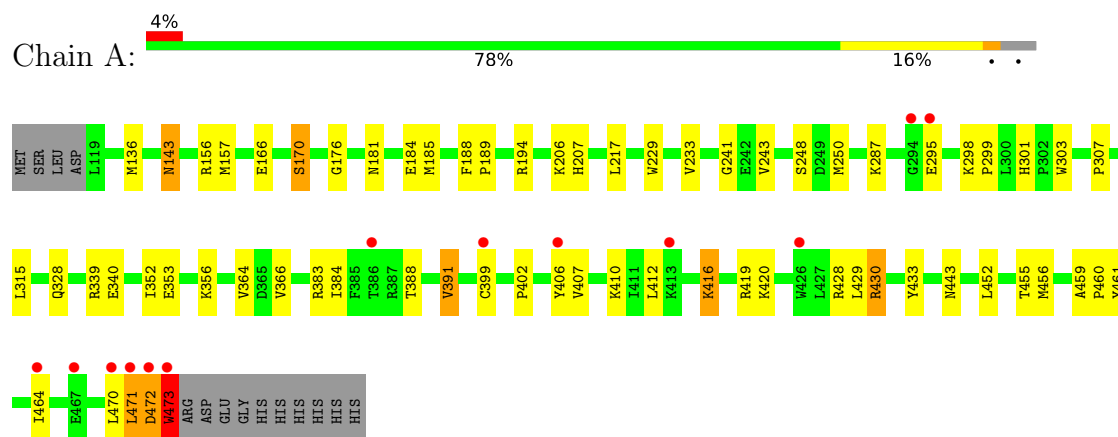 4%
Chain A:
78% 16% • •
MET SER LEU ASP L119 M136 N143 R156 M157 E166 S170 G176 N181 E184 M185 F188 P189 R194 K206 H207 L217 W229 V233 G241 E242 V243 S248 D249 M250 K287 G294 E295 K298 P299 L300 H301 P302 W303 P307
L315 Q328 R339 E340 I352 E353 K356 V364 D365 V366 R383 I384 F385 T386 R387 T388 V391 C399 P402 Y406 V407 K410 I411 L412 K413 K416 R419 K420 W426 L427 R428 L429 R430 Y433 N443 L452 T455 M456 A459 P460 Y461
I464 E467 L470 L471 D472 W473 ARG ASP GLU GLY HIS HIS HIS HIS HIS HIS